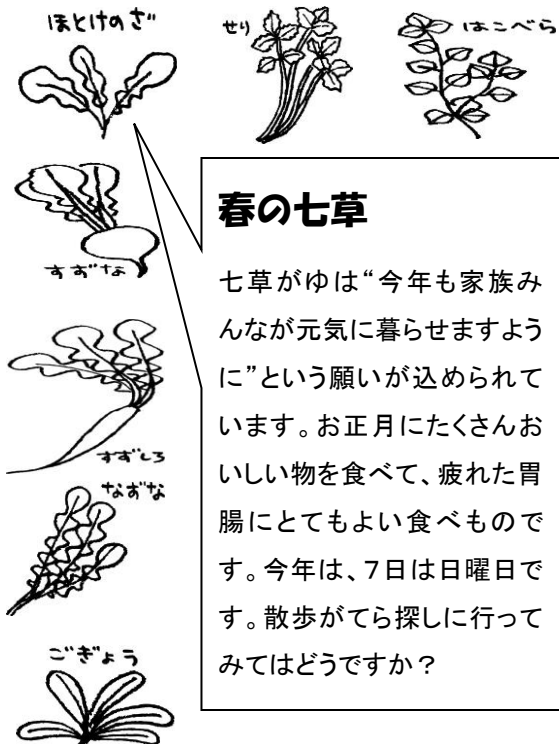 ほとけのざ
せり
はこべら
すずな
すずしろ
なずな
ごぎょう
春の七草
七草がゆは“今年も家族み
んなが元気に暮らせますよう
に”という願いが込められて
います。お正月にたくさんお
いしい物を食べて、疲れた胃
腸にとてもよい食べもので
す。今年は、7日は日曜日で
す。散歩がてら探しに行って
みてはどうですか？